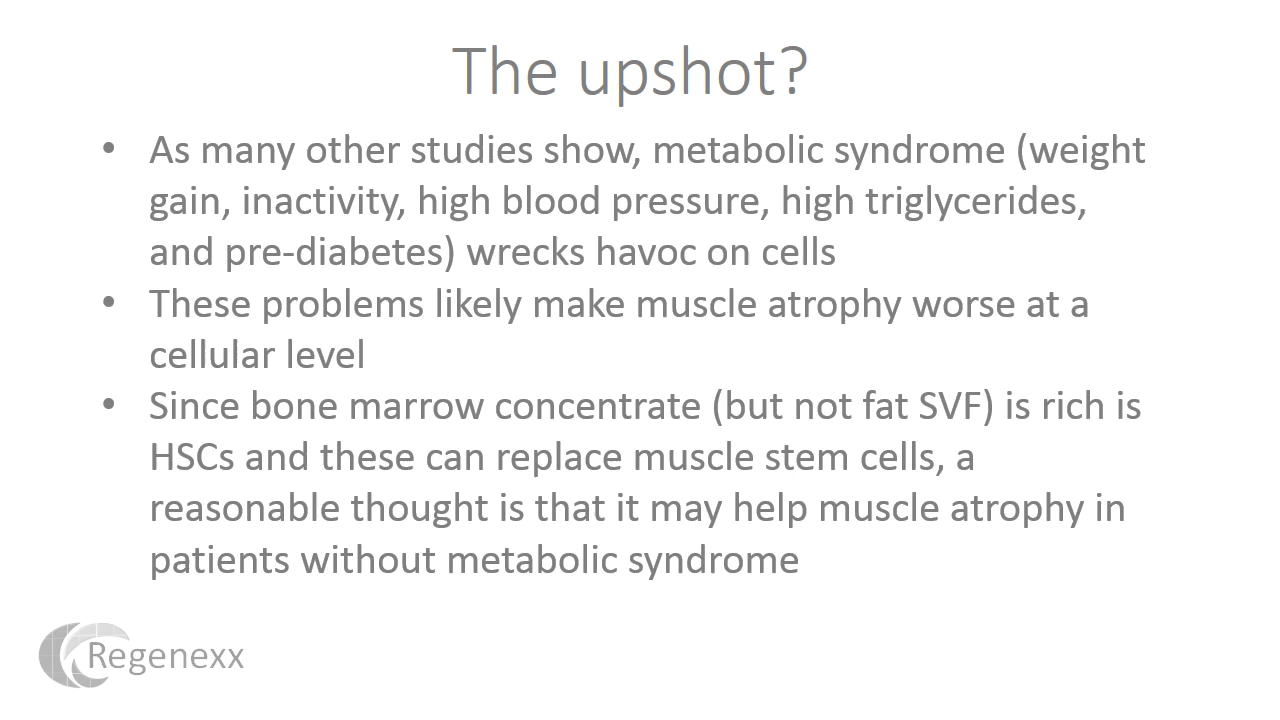 The upshot?
• As many other studies show, metabolic syndrome (weight
gain, inactivity, high blood pressure, high triglycerides,
and pre-diabetes) wrecks havoc on cells
• These problems likely make muscle atrophy worse at a
cellular level
• Since bone marrow concentrate (but not fat SVF) is rich is
HSCs and these can replace muscle stem cells, a
reasonable thought is that it may help muscle atrophy in
patients without metabolic syndrome
Regenexx